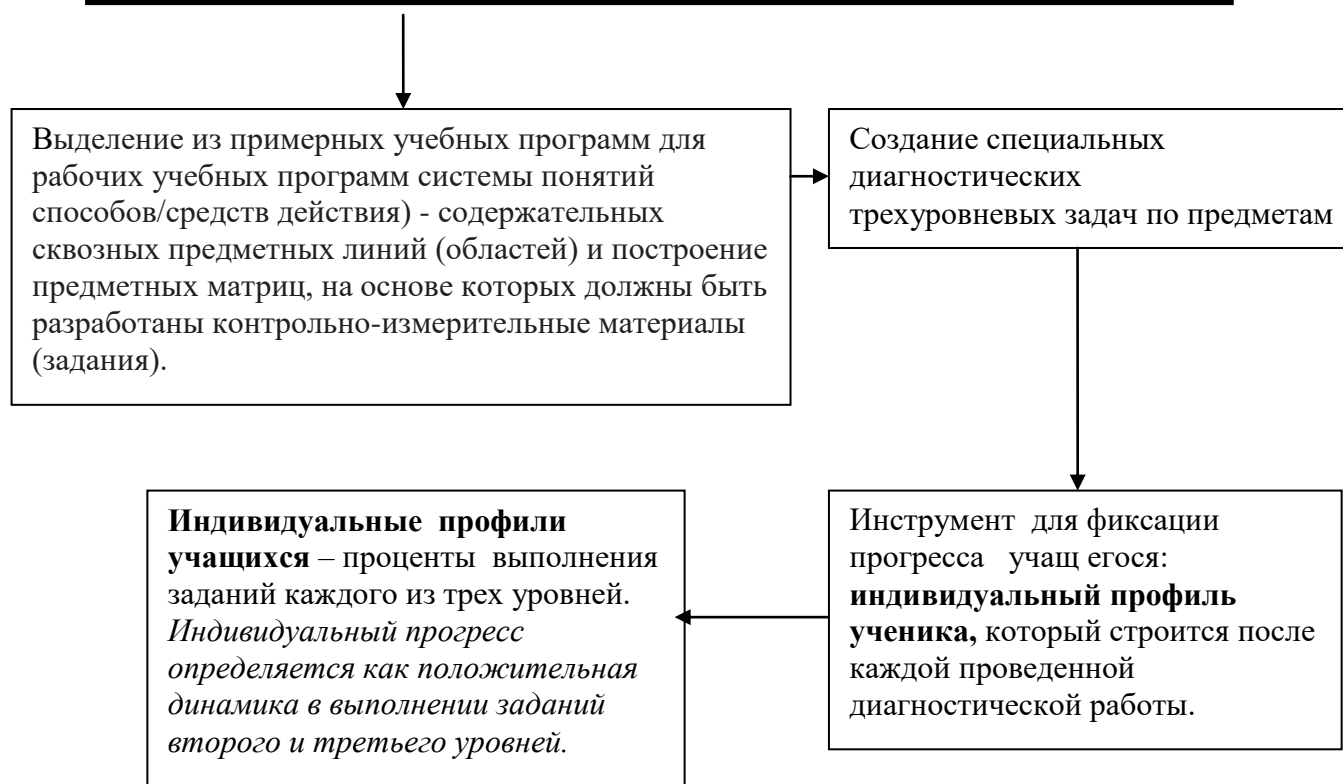 Выделение из примерных учебных программ для
рабочих учебных программ системы понятий
способов/средств действия) - содержательных
сквозных предметных линий (областей) и построение
предметных матриц, на основе которых должны быть
разработаны контрольно-измерительные материалы
(задания).
Создание специальных
диагностических
трехуровневых задач по предметам
Инструмент для фиксации
прогресса учащ егося:
индивидуальный профиль
ученика, который строится после
каждой проведенной
диагностической работы.
Индивидуальные профили
учащихся – проценты выполнения
заданий каждого из трех уровней.
Индивидуальный прогресс
определяется как положительная
динамика в выполнении заданий
второго и третьего уровней.